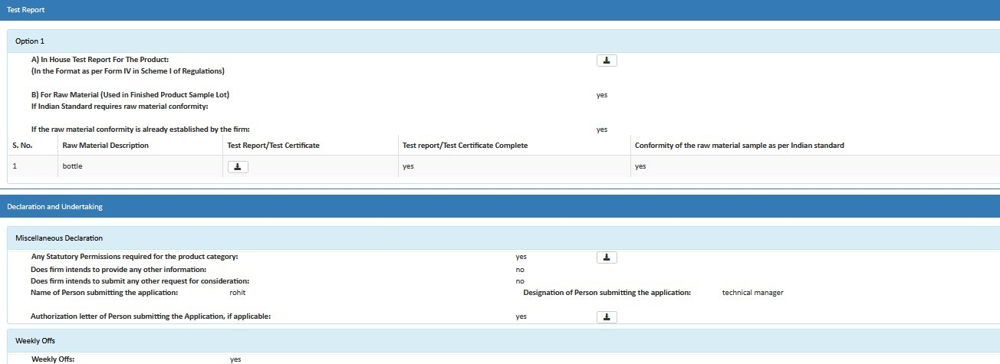 Test Report
Option 1
A) In House Test Report For The Product:
(In the Format as per Form IV in Scheme I of Regulations)
B) For Raw Material (Used in Finished Product Sample Lot) yes
If Indian Standard requires raw material conformity:
If the raw material conformity is already established by the firm: yes
S. No. Raw Material Description Test Report/Test Certificate Test report/Test Certificate Complete Conformity of the raw material sample as per Indian standard
1 bottle yes yes
Declaration and Undertaking
Miscellaneous Declaration
Any Statutory Permissions required for the product category: yes
Does firm intends to provide any other information: no
Does firm intends to submit any other request for consideration: no
Name of Person submitting the application: rohit Designation of Person submitting the application: technical manager
Authorization letter of Person submitting the Application, if applicable: yes
Weekly Offs
Weekly Offs: yes